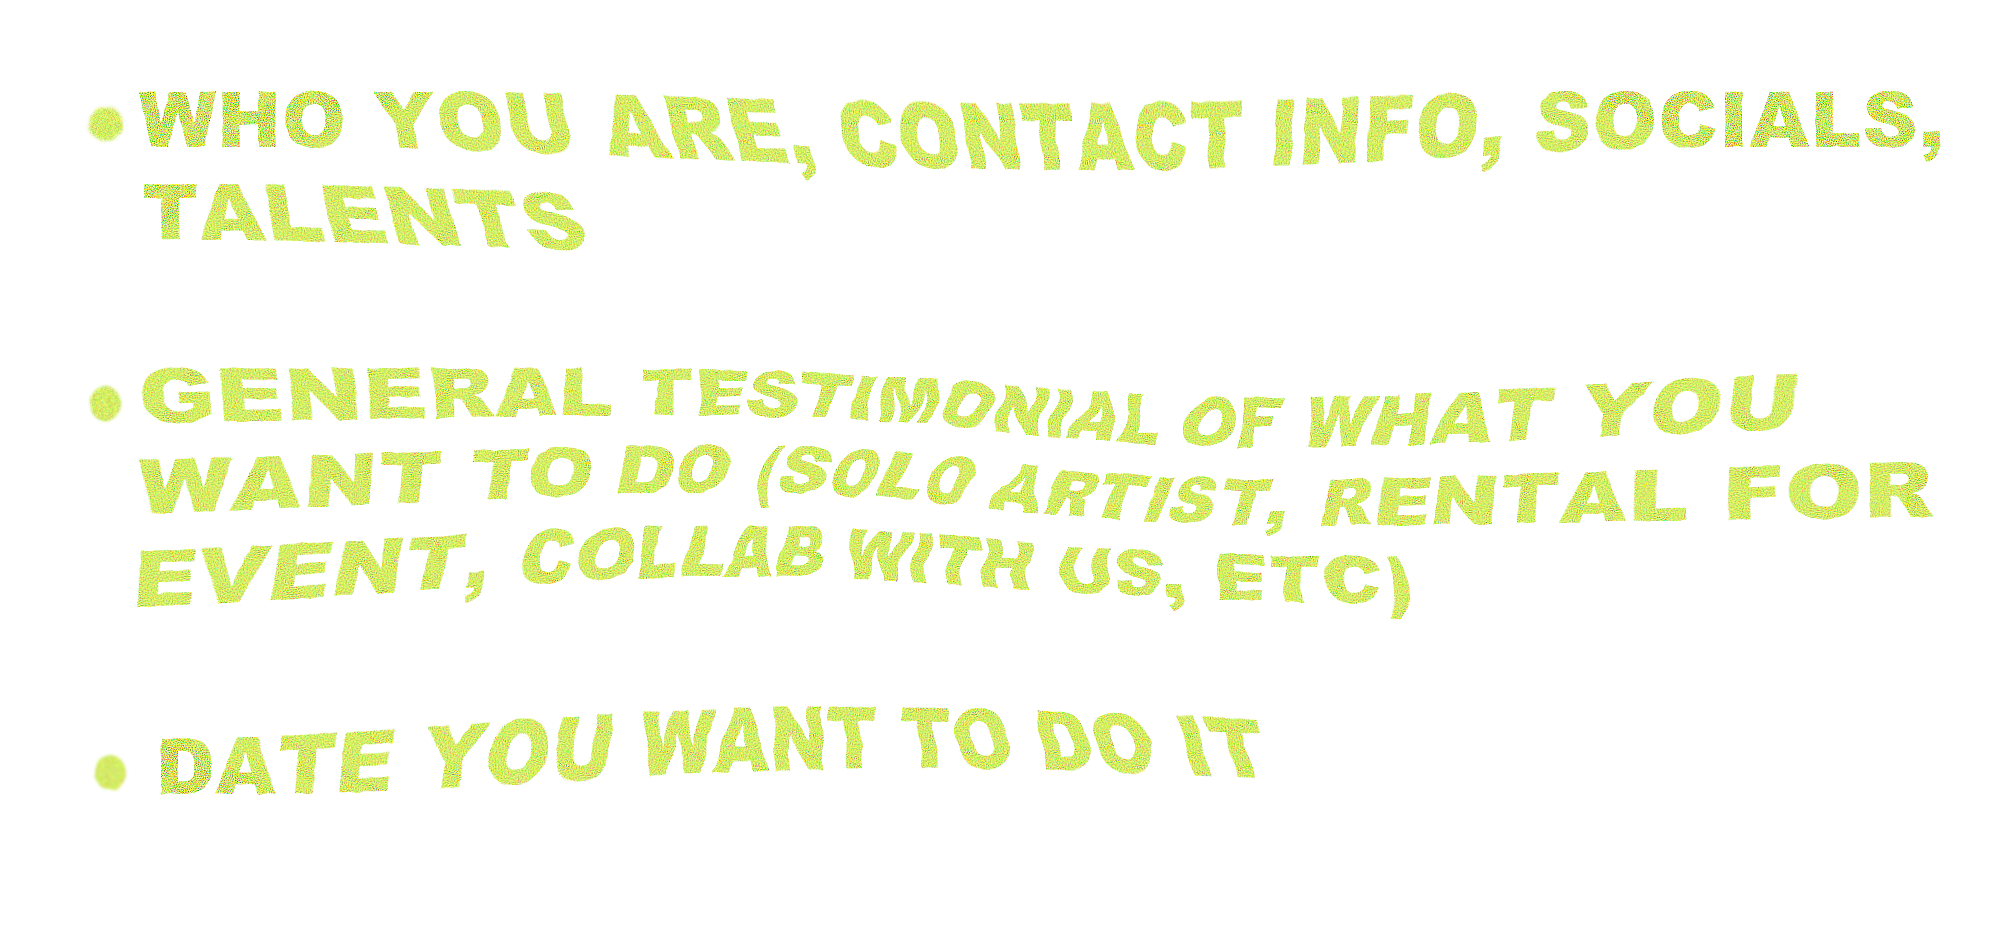 • WHO YOU ARE, CONTACT INFO, SOCIALS,
TALENTS
• GENERAL TESTIMONIAL OF WHAT YOU
WANT TO DO (SOLO ARTIST, RENTAL FOR
EVENT, COLLAB WITH US, ETC)
• DATE YOU WANT TO DO IT